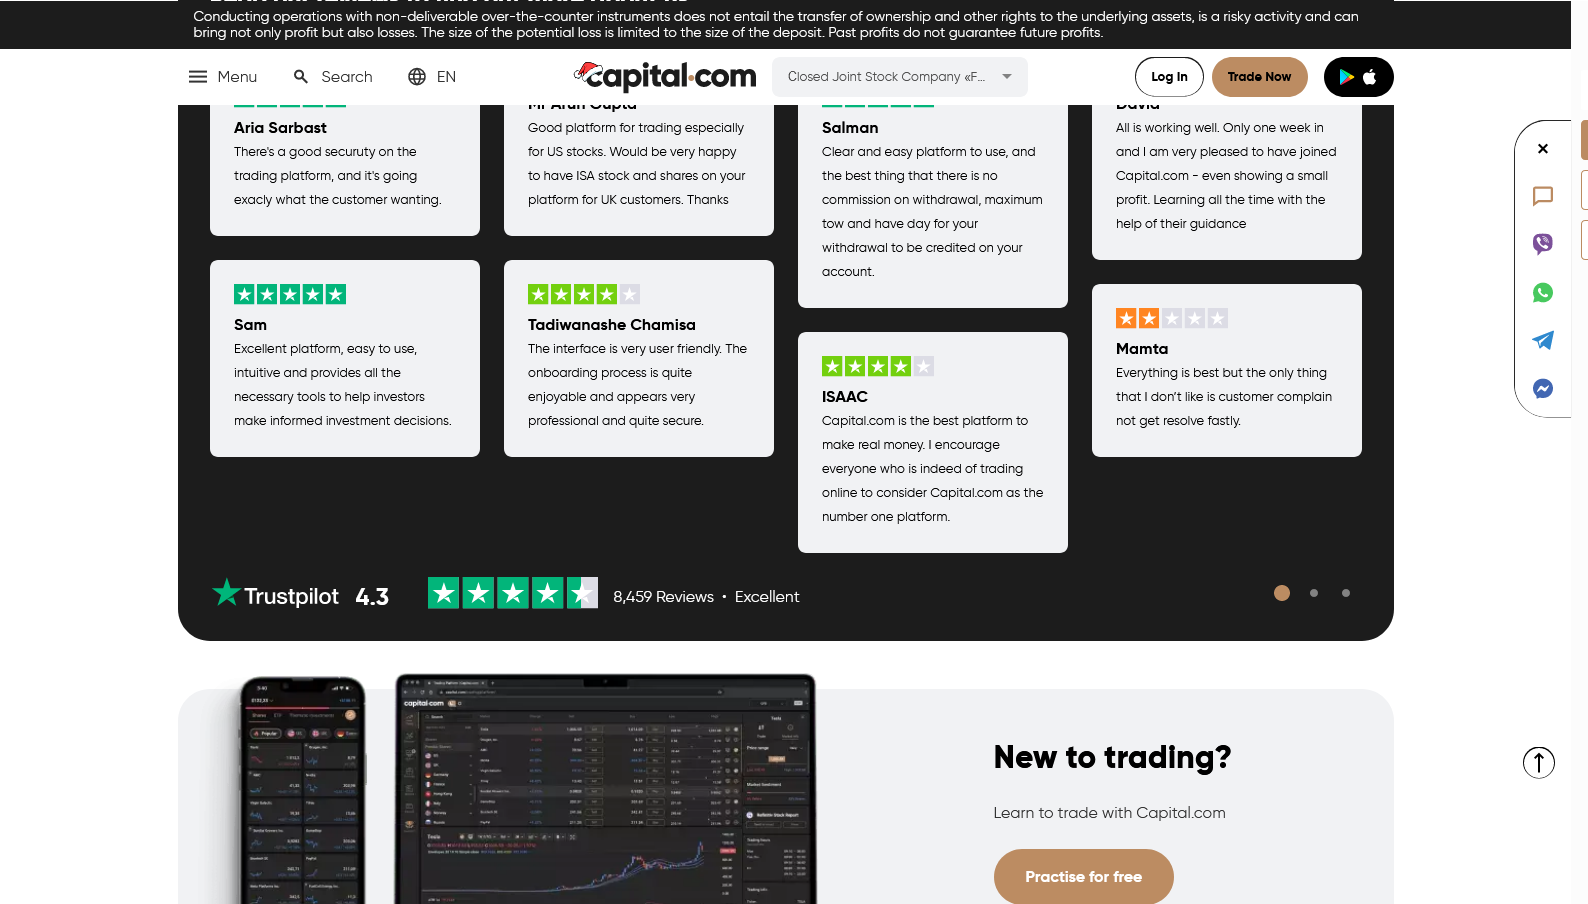 Conducting operations with non-deliverable over-the-counter instruments does not entail the transfer of ownership and other rights to the underlying assets, is a risky activity and can
bring not only profit but also losses. The size of the potential loss is limited to the size of the deposit. Past profits do not guarantee future profits.
Menu
Search
EN
capital.com
Closed Joint Stock Company «F...
Log In
Trade Now
Aria Sarbast
There's a good securuty on the
trading platform, and it's going
exacly what the customer wanting.
Mr Arun Gupta
Good platform for trading especially
for US stocks. Would be very happy
to have ISA stock and shares on your
platform for UK customers. Thanks
Salman
Clear and easy platform to use, and
the best thing that there is no
commission on withdrawal, maximum
tow and have day for your
withdrawal to be credited on your
account.
David
All is working well. Only one week in
and I am very pleased to have joined
Capital.com - even showing a small
profit. Learning all the time with the
help of their guidance
Sam
Excellent platform, easy to use,
intuitive and provides all the
necessary tools to help investors
make informed investment decisions.
Tadiwanashe Chamisa
The interface is very user friendly. The
onboarding process is quite
enjoyable and appears very
professional and quite secure.
ISAAC
Capital.com is the best platform to
make real money. I encourage
everyone who is indeed of trading
online to consider Capital.com as the
number one platform.
Mamta
Everything is best but the only thing
that I don't like is customer complain
not get resolve fastly.
Trustpilot 4.3
8,459 Reviews • Excellent
capital.com
Tesla
New to trading?
Learn to trade with Capital.com
Practise for free